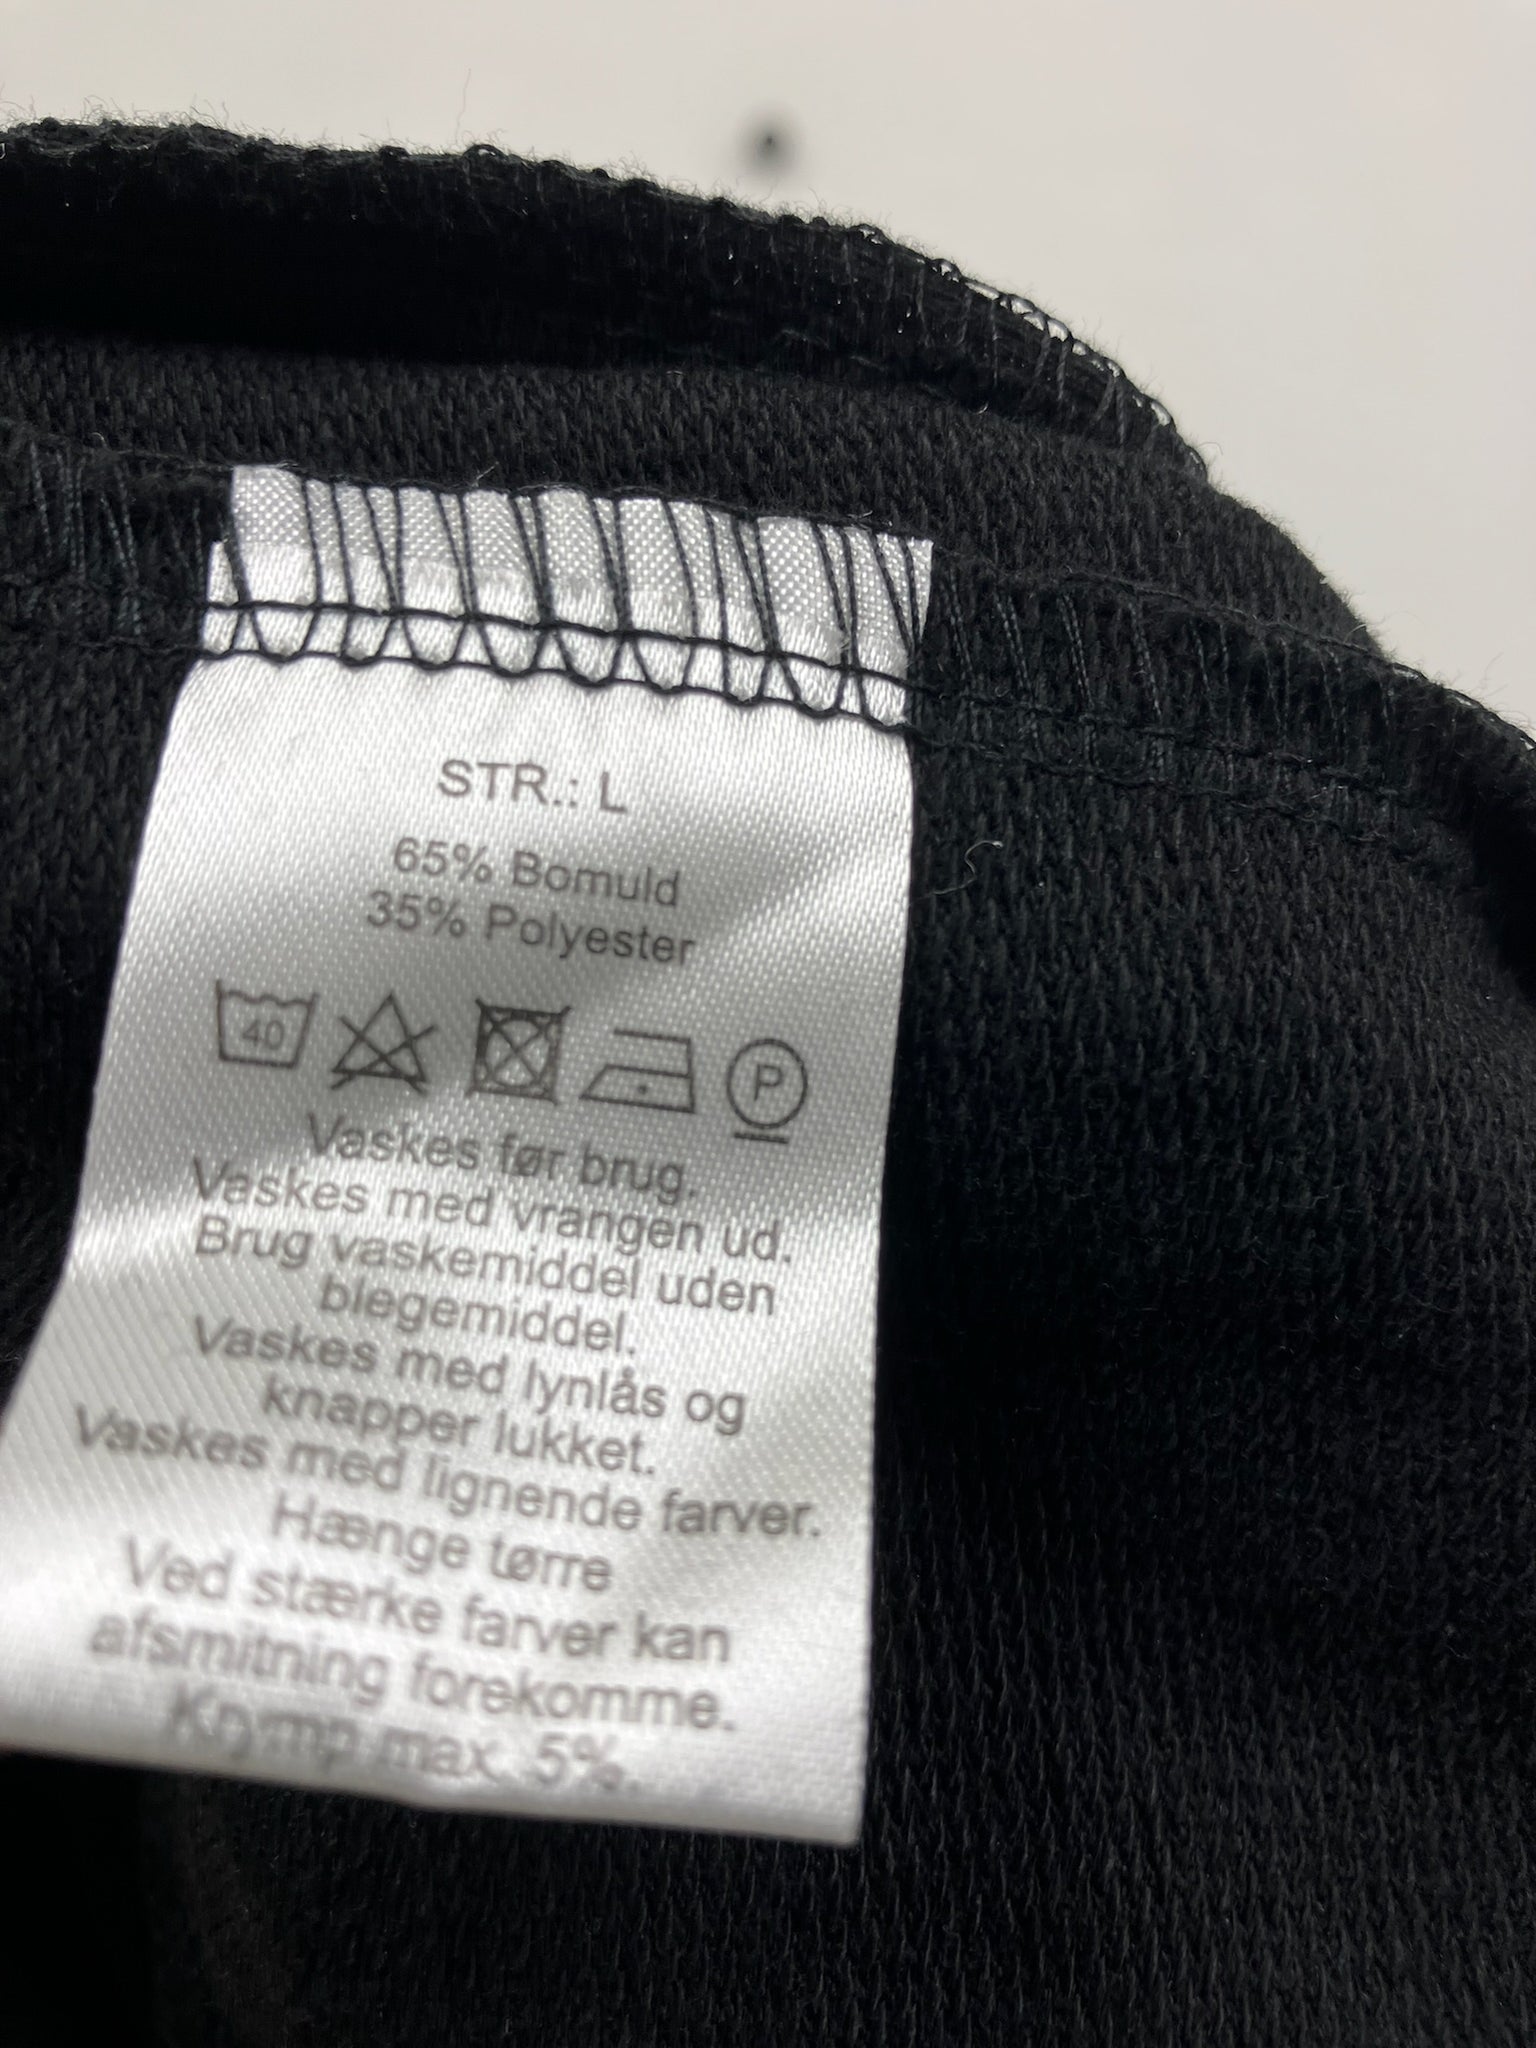 STR.: L
65% Bomuld
35% Polyester
40 P
Vaskes før brug.
Vaskes med vrangen ud.
Brug vaskemiddel uden
blegemiddel.
Vaskes med lynlås og
knapper lukket.
Vaskes med lignende farver.
Hænge tørre
Ved stærke farver kan
afsmitning forekomme.
Krymp max. 5%.